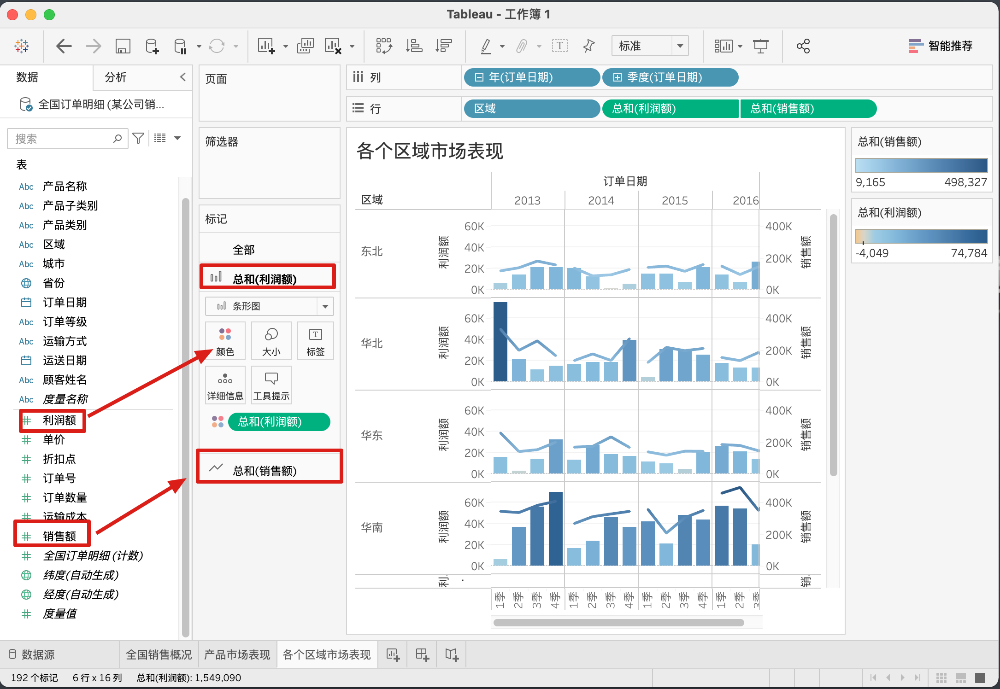 Tableau - 工作簿 1
标准
智能推荐
数据
分析
全国订单明细 (某公司销...
搜索
表
Abc 产品名称
Abc 产品子类别
Abc 产品类别
Abc 区域
Abc 城市
省份
订单日期
Abc 订单等级
Abc 运输方式
运送日期
Abc 顾客姓名
Abc 度量名称
利润额
单价
折扣点
订单号
订单数量
运输成本
销售额
全国订单明细 (计数)
纬度(自动生成)
经度(自动生成)
度量值
页面
筛选器
标记
全部
总和(利润额)
条形图
颜色
大小
标签
详细信息
工具提示
总和(利润额)
总和(销售额)
列
年(订单日期)
季度(订单日期)
行
区域
总和(利润额)
总和(销售额)
各个区域市场表现
订单日期
区域
2013
2014
2015
2016
东北
利润额
60K
40K
20K
0K
400K
200K
0K
销售额
华北
利润额
60K
40K
20K
0K
400K
200K
0K
销售额
华东
利润额
60K
40K
20K
0K
400K
200K
0K
销售额
华南
利润额
60K
40K
20K
0K
400K
200K
0K
销售额
利.
销.
1季
2季
3季
4季
1季
2季
3季
4季
1季
2季
3季
4季
1季
2季
3季
总和(销售额)
9,165
498,327
总和(利润额)
-4,049
74,784
数据源
全国销售概况
产品市场表现
各个区域市场表现
192 个标记
6 行 x 16 列
总和(利润额): 1,549,090